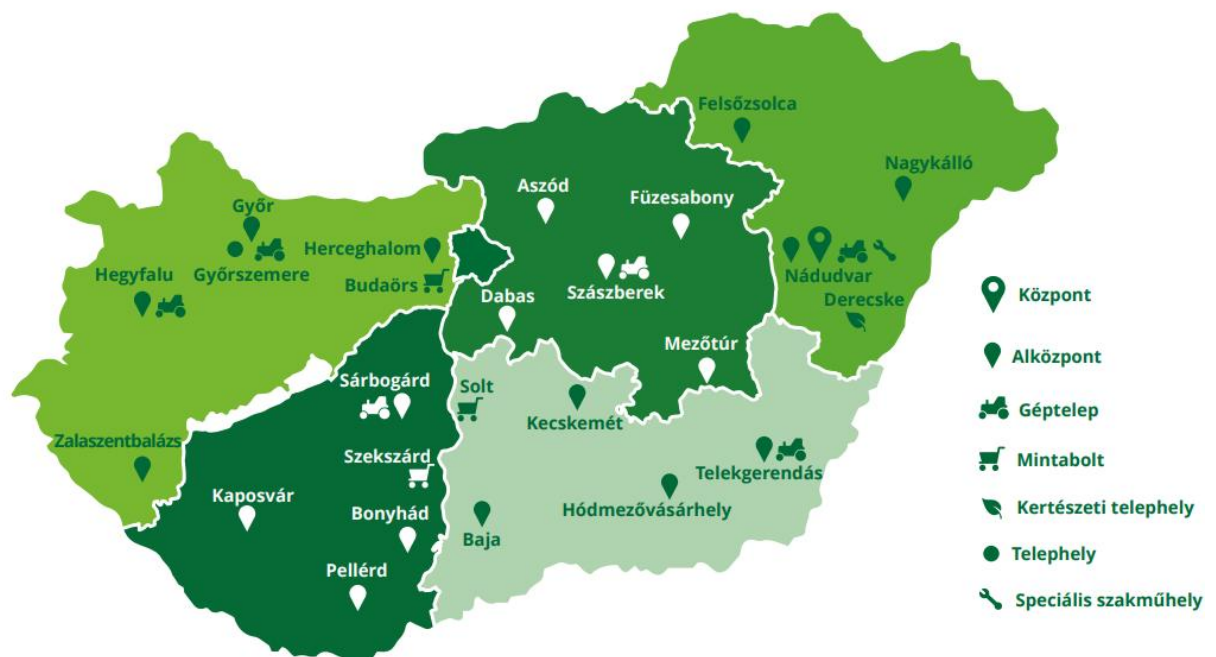 Felsőzsolca
Nagykálló
Aszód
Füzesabony
Győr
Herceghalom
Győrszemere
Hegyfalu
Budaörs
Nádudvar
Szászberek
Dabas
Derecske
Mezőtúr
Sárbogárd
Solt
Kecskemét
Zalaszentbalázs
Szekszárd
Telekgerendás
Kaposvár
Hódmezővásárhely
Bonyhád
Baja
Pellérd
Központ
Alközpont
Géptelep
Mintabolt
Kertészeti telephely
Telephely
Speciális szakműhely